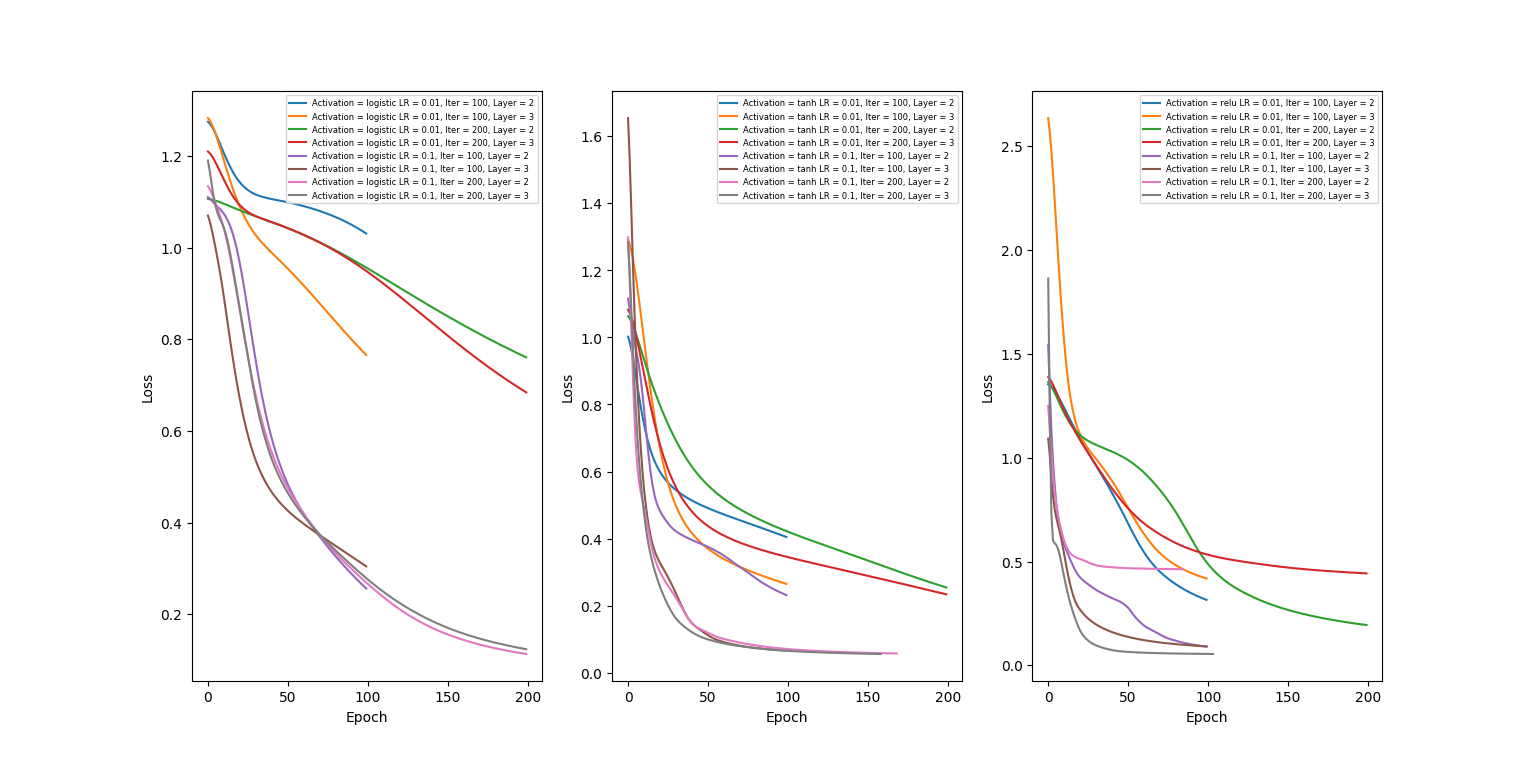 Activation = logistic LR = 0.01, Iter = 100, Layer = 2
Activation = logistic LR = 0.01, Iter = 100, Layer = 3
Activation = logistic LR = 0.01, Iter = 200, Layer = 2
Activation = logistic LR = 0.01, Iter = 200, Layer = 3
Activation = logistic LR = 0.1, Iter = 100, Layer = 2
Activation = logistic LR = 0.1, Iter = 100, Layer = 3
Activation = logistic LR = 0.1, Iter = 200, Layer = 2
Activation = logistic LR = 0.1, Iter = 200, Layer = 3
1.2
1.0
0.8
0.6
0.4
0.2
Loss
0 50 100 150 200
Epoch
Activation = tanh LR = 0.01, Iter = 100, Layer = 2
Activation = tanh LR = 0.01, Iter = 100, Layer = 3
Activation = tanh LR = 0.01, Iter = 200, Layer = 2
Activation = tanh LR = 0.01, Iter = 200, Layer = 3
Activation = tanh LR = 0.1, Iter = 100, Layer = 2
Activation = tanh LR = 0.1, Iter = 100, Layer = 3
Activation = tanh LR = 0.1, Iter = 200, Layer = 2
Activation = tanh LR = 0.1, Iter = 200, Layer = 3
1.6
1.4
1.2
1.0
0.8
0.6
0.4
0.2
0.0
Loss
0 50 100 150 200
Epoch
Activation = relu LR = 0.01, Iter = 100, Layer = 2
Activation = relu LR = 0.01, Iter = 100, Layer = 3
Activation = relu LR = 0.01, Iter = 200, Layer = 2
Activation = relu LR = 0.01, Iter = 200, Layer = 3
Activation = relu LR = 0.1, Iter = 100, Layer = 2
Activation = relu LR = 0.1, Iter = 100, Layer = 3
Activation = relu LR = 0.1, Iter = 200, Layer = 2
Activation = relu LR = 0.1, Iter = 200, Layer = 3
2.5
2.0
1.5
1.0
0.5
0.0
Loss
0 50 100 150 200
Epoch